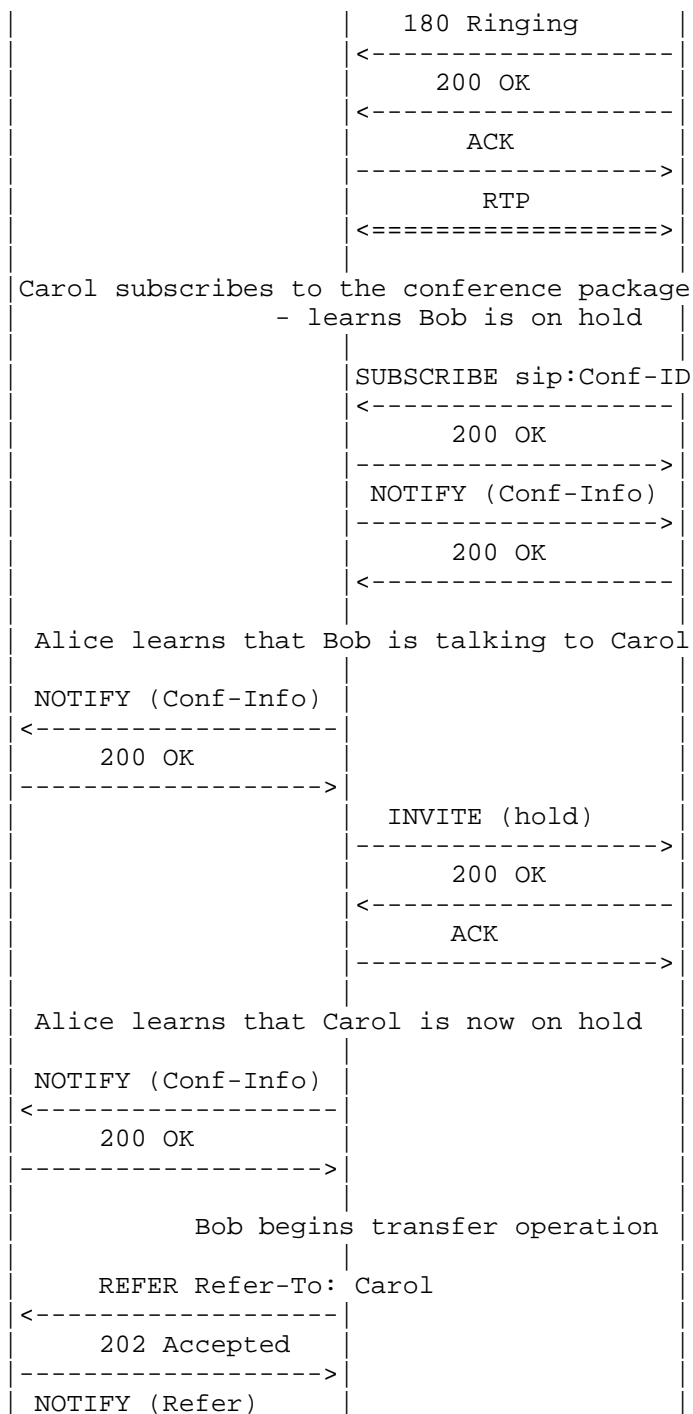 180 Ringing
200 OK
ACK
RTP
Carol subscribes to the conference package
- learns Bob is on hold
SUBSCRIBE sip:Conf-ID
200 OK
NOTIFY (Conf-Info)
200 OK
Alice learns that Bob is talking to Carol
NOTIFY (Conf-Info)
200 OK
INVITE (hold)
200 OK
ACK
Alice learns that Carol is now on hold
NOTIFY (Conf-Info)
200 OK
Bob begins transfer operation
REFER Refer-To: Carol
202 Accepted
NOTIFY (Refer)